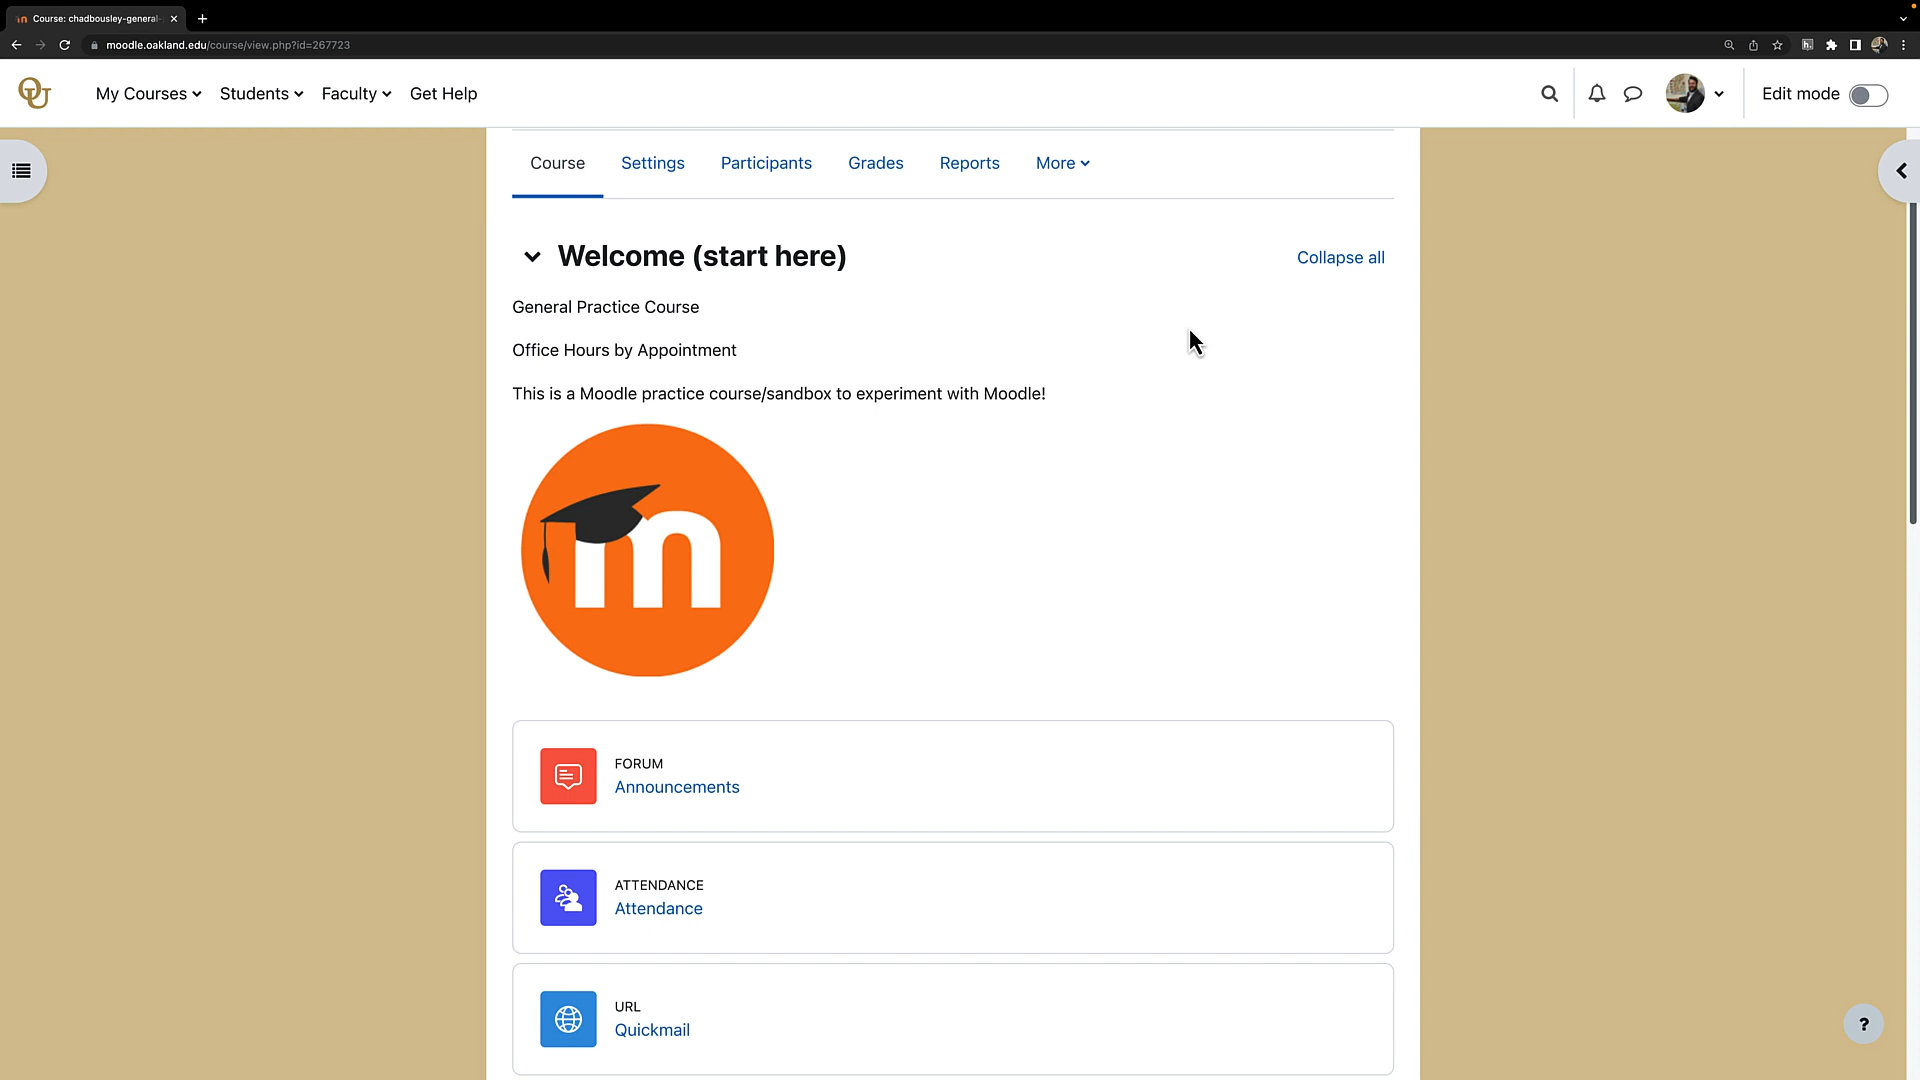 Course: chadbousley-general-
moodle.oakland.edu/course/view.php?id=267723
OU
My Courses
Students
Faculty
Get Help
Edit mode
Course
Settings
Participants
Grades
Reports
More
Welcome (start here)
Collapse all
General Practice Course
Office Hours by Appointment
This is a Moodle practice course/sandbox to experiment with Moodle!
m
FORUM
Announcements
ATTENDANCE
Attendance
URL
Quickmail
?